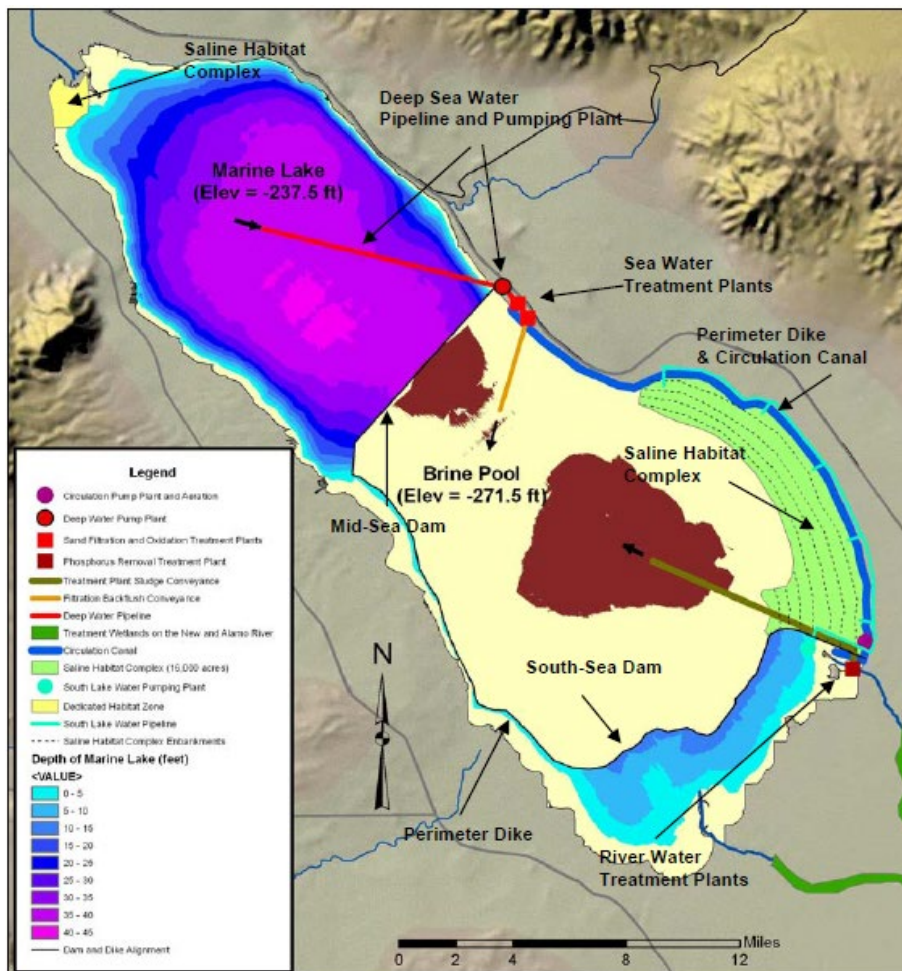 Saline Habitat
Complex
Deep Sea Water
Pipeline and Pumping Plant
Marine Lake
(Elev = -237.5 ft)
Sea Water
Treatment Plants
Perimeter Dike
& Circulation Canal
Saline Habitat
Complex
Brine Pool
(Elev = -271.5 ft)
Mid-Sea Dam
South-Sea Dam
N
Perimeter Dike
River Water
Treatment Plants
Legend
Circulation Pump Plant and Aeration
Deep Water Pump Plant
Sand Filtration and Oxidation Treatment Plants
Phosphorus Removal Treatment Plant
Treatment Plant Sludge Conveyance
Filtration Backflush Conveyance
Deep Water Pipeline
Treatment Wetlands on the New and Alamo River
Circulation Canal
Saline Habitat Complex (16,000 acres)
South Lake Water Pumping Plant
Dedicated Habitat Zone
South Lake Water Pipeline
Saline Habitat Complex Embankments
Depth of Marine Lake (feet)
<VALUE>
0 - 5
5 - 10
10 - 15
15 - 20
20 - 25
25 - 30
30 - 35
35 - 40
40 - 45
Dam and Dike Alignment
Miles
0 2 4 8 12